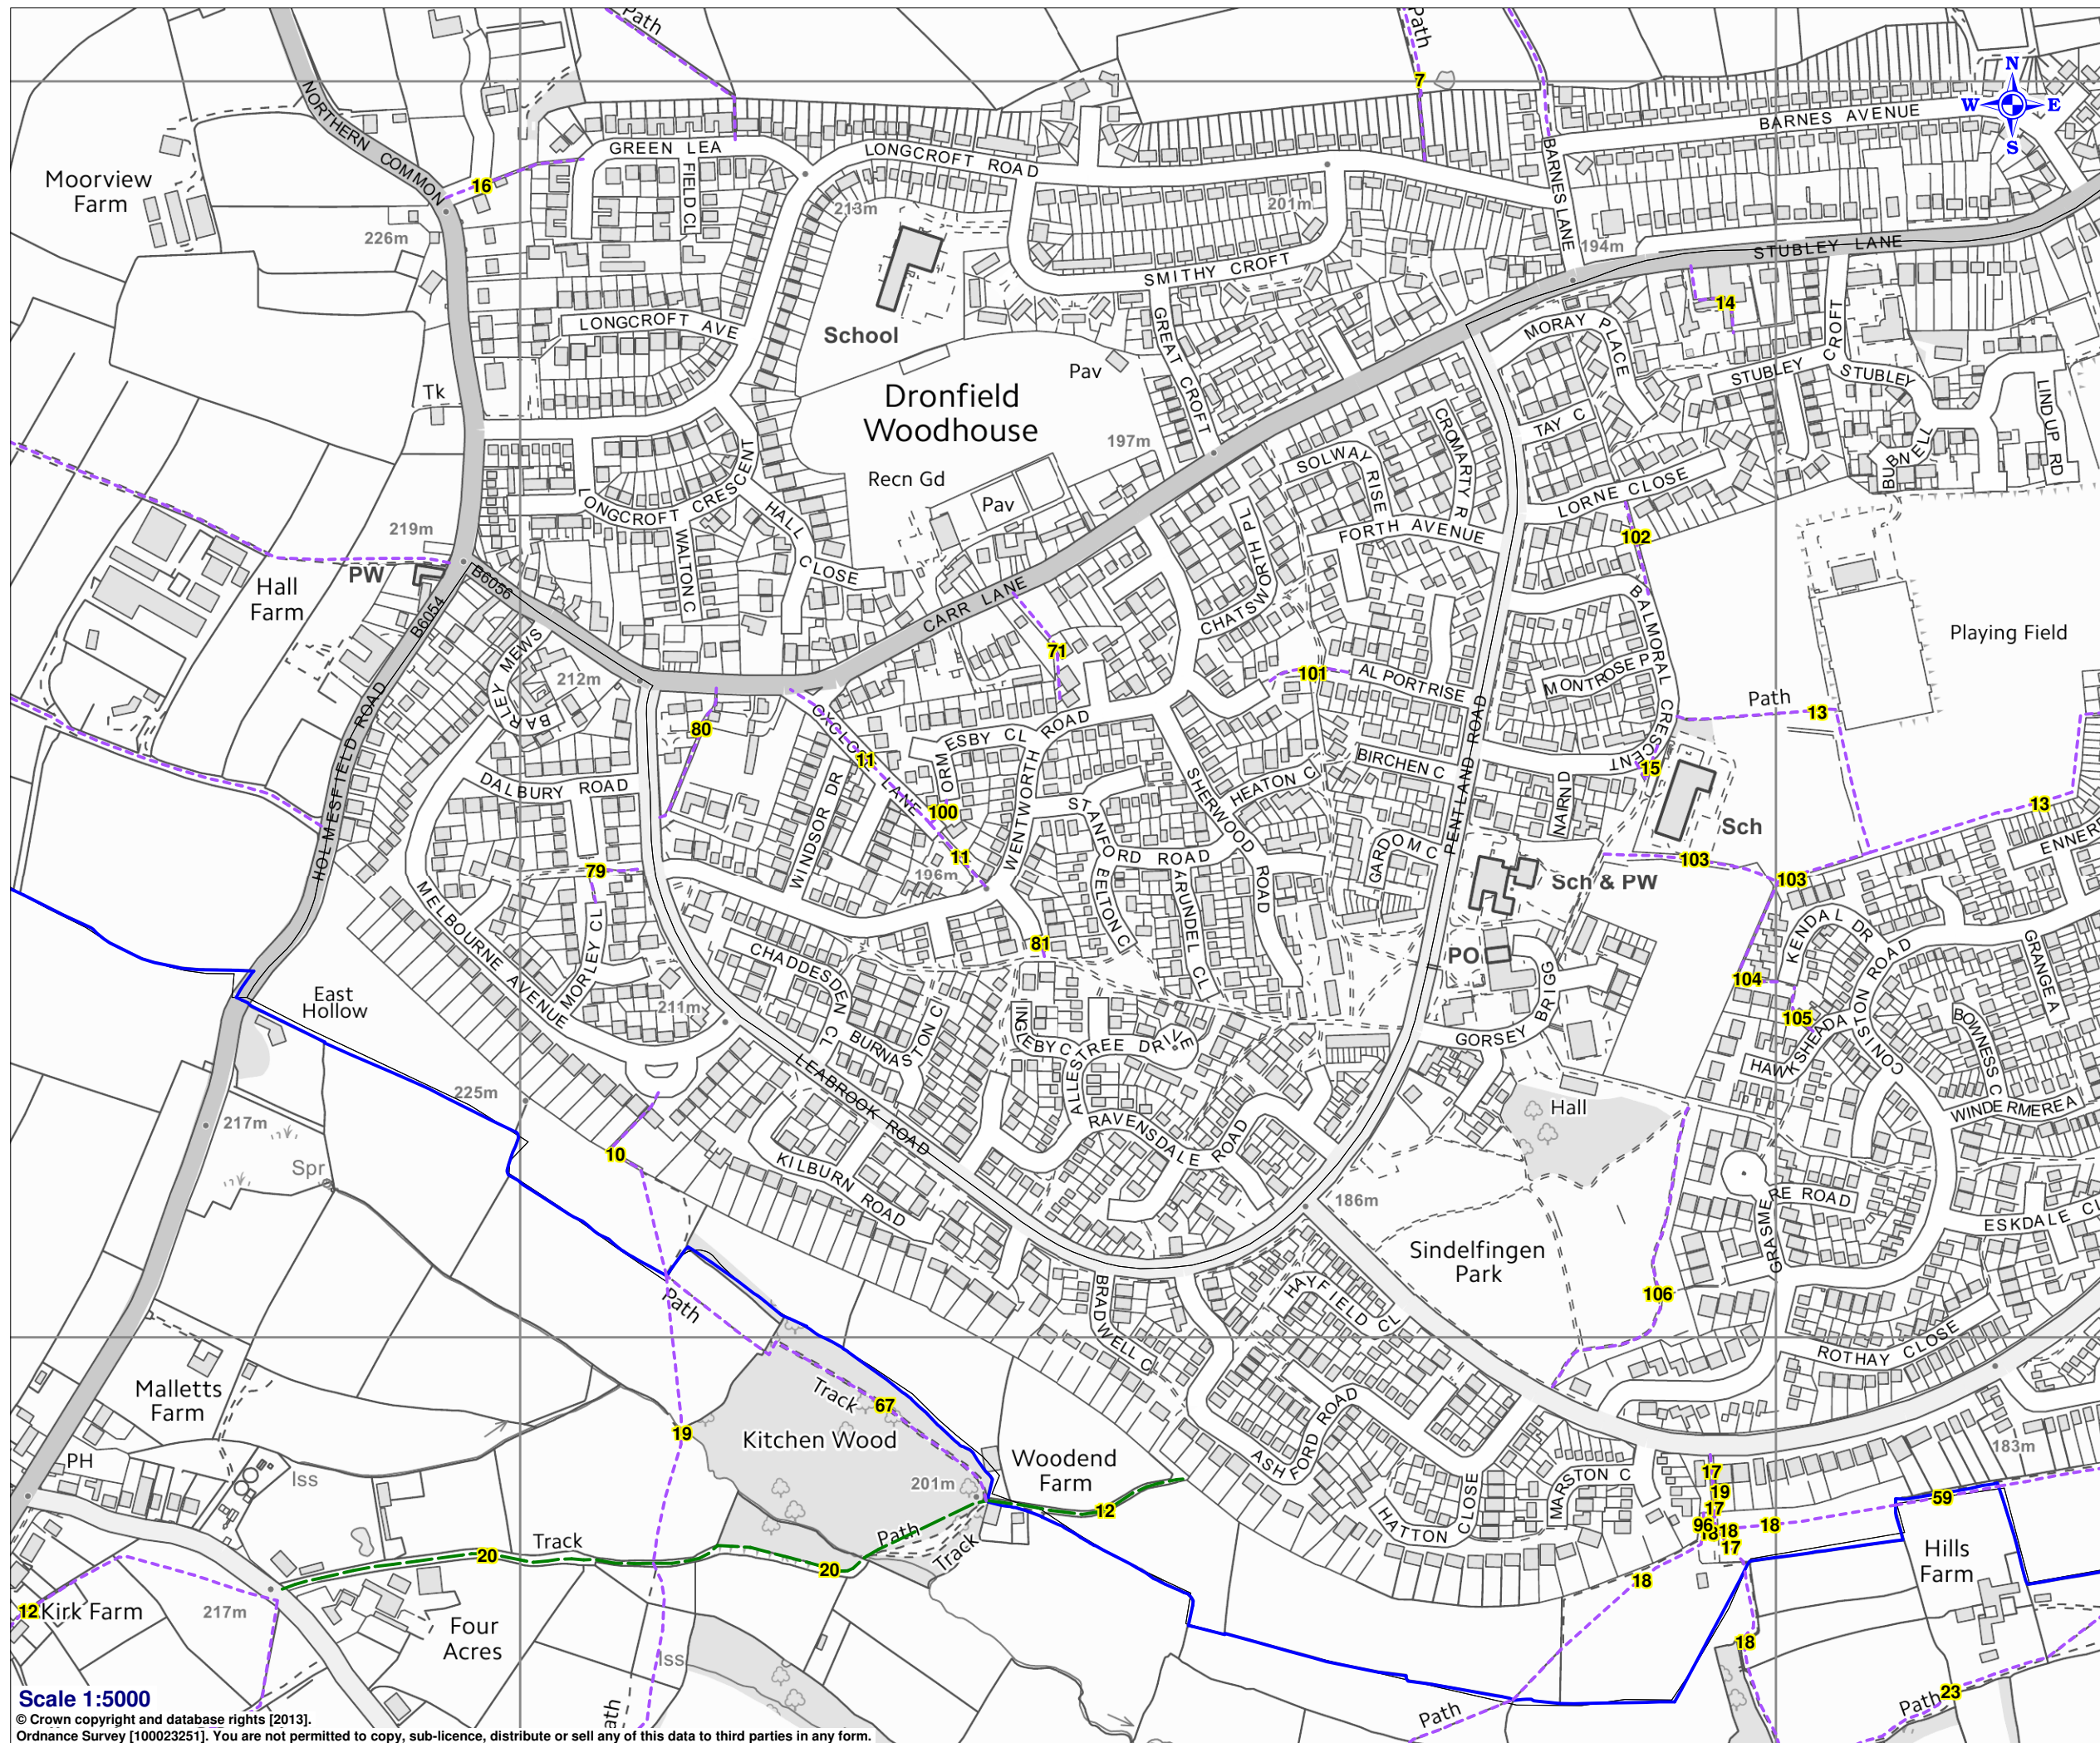 Path
Path
7
N
W
E
S
NORTHERN COMMON
BARNES AVENUE
GREEN LEA
LONGCROFT ROAD
BARNES LANE
Moorview
Farm
16
FIELD CL
213m
201m
226m
194m
STUBLEY LANE
SMITHY CROFT
14
LONGCROFT AVE
School
GREAT CROFT
MORAY PLACE
CROFT
Pav
STUBLEY
STUBLEY
Tk
Dronfield
Woodhouse
TAY C
LINDUP RD
197m
CROMARTY R
SOLWAY RISE
BUBNELL
Recn Gd
LONGCROFT CRESCENT
LORNE CLOSE
Pav
HALL CLOSE
219m
CHATSWORTH PL
FORTH AVENUE
102
WALTON C
PW
B6056
Hall
Farm
B6054
CARR LANE
BALMORAL CRESCENT
Playing Field
BARLEY MEWS
71
212m
101
ALPORT RISE
MONTROSE P
Path
13
80
CYCLOPS LANE
11
ORMESBY CL
WENTWORTH ROAD
HOLMESFIELD ROAD
DALBURY ROAD
WINDSOR DR
100
SHERWOOD ROAD
HEATON C
BIRCHEN C
PENTLAND ROAD
15
NAIRN D
13
STANFORD ROAD
Sch
ENNER
11
196m
GARDOM C
103
79
MELBOURNE AVENUE
BELTON C
ARUNDEL CL
Sch & PW
103
MORLEY CL
81
KENDAL DR
CHADDESDEN CL
PO
GRANGE A
104
East
Hollow
211m
BURNASTON C
INGLEBY C
ALLESTREE DRIVE
GORSEY BRIGG
105
HAWKSHEAD A
CONISTON ROAD
BOWNESS C
LEABROOK ROAD
225m
217m
Hall
WINDERMERE A
RAVENSDALE ROAD
10
KILBURN ROAD
Spr
186m
GRASMERE ROAD
ESKDALE CL
Sindelfingen
Park
106
HAYFIELD CL
BRADWELL C
Path
ROTHAY CLOSE
Malletts
Farm
Track
67
19
Kitchen Wood
ASHFORD ROAD
Woodend
Farm
PH
183m
Iss
201m
HATTON CLOSE
MARSTON C
17
19
17
12
59
96
18
18
18
17
Path
Track
Track
20
20
Hills
Farm
18
12
Kirk Farm
217m
Four
Acres
18
Iss
Path
Path
23
Scale 1:5000
© Crown copyright and database rights [2013].
Ordnance Survey [100023251]. You are not permitted to copy, sub-licence, distribute or sell any of this data to third parties in any form.